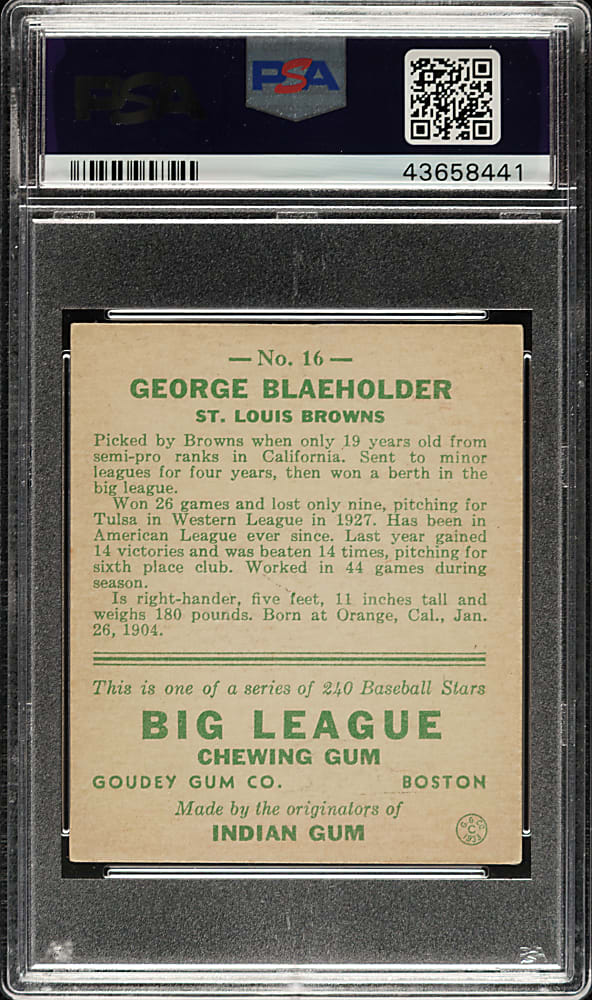 PSA
PSA
43658441
— No. 16 —
GEORGE BLAEHOLDER
ST. LOUIS BROWNS
Picked by Browns when only 19 years old from
semi-pro ranks in California. Sent to minor
leagues for four years, then won a berth in the
big league.
Won 26 games and lost only nine, pitching for
Tulsa in Western League in 1927. Has been in
American League ever since. Last year gained
14 victories and was beaten 14 times, pitching for
sixth place club. Worked in 44 games during
season.
Is right-hander, five feet, 11 inches tall and
weighs 180 pounds. Born at Orange, Cal., Jan.
26, 1904.
This is one of a series of 240 Baseball Stars
BIG LEAGUE
CHEWING GUM
GOUDEY GUM CO. BOSTON
Made by the originators of
INDIAN GUM
G.G.CO.
C
1933